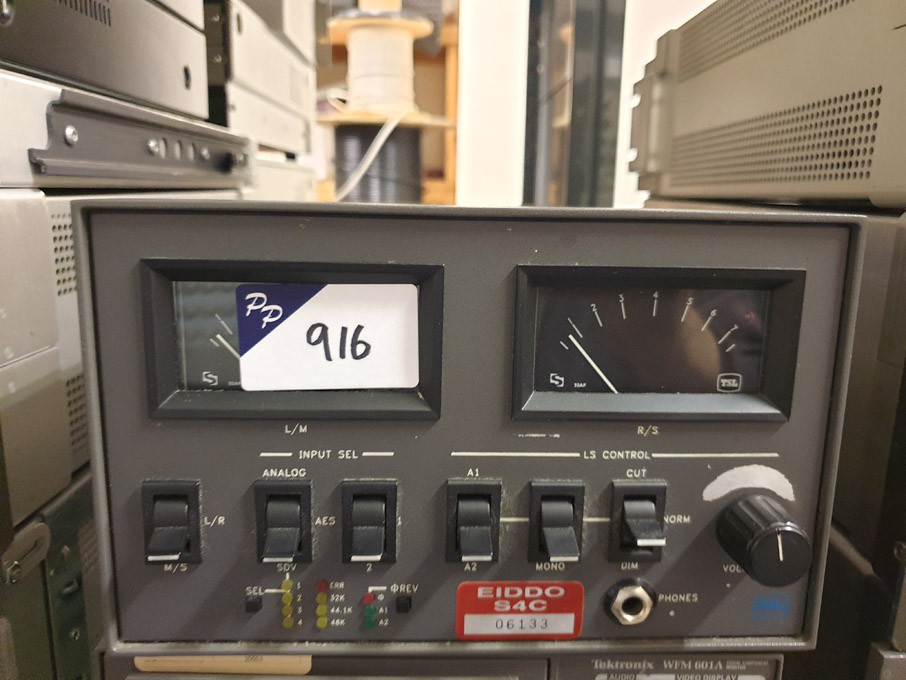 PP
916
2 3 4 5 6 7
TSL
L/M
R/S
INPUT SEL
LS CONTROL
ANALOG
A1
CUT
L/R
AES
1
NORM
M/S
SDV
2
A2
MONO
DIM
VOL
SEL
1
2
3
4
ERR
32K
44.1K
48K
ΦREV
Φ
A1
A2
EIDDO
S4C
06133
PHONES
Tektronix WFM 601A
AUDIO
VIDEO DISPLAY